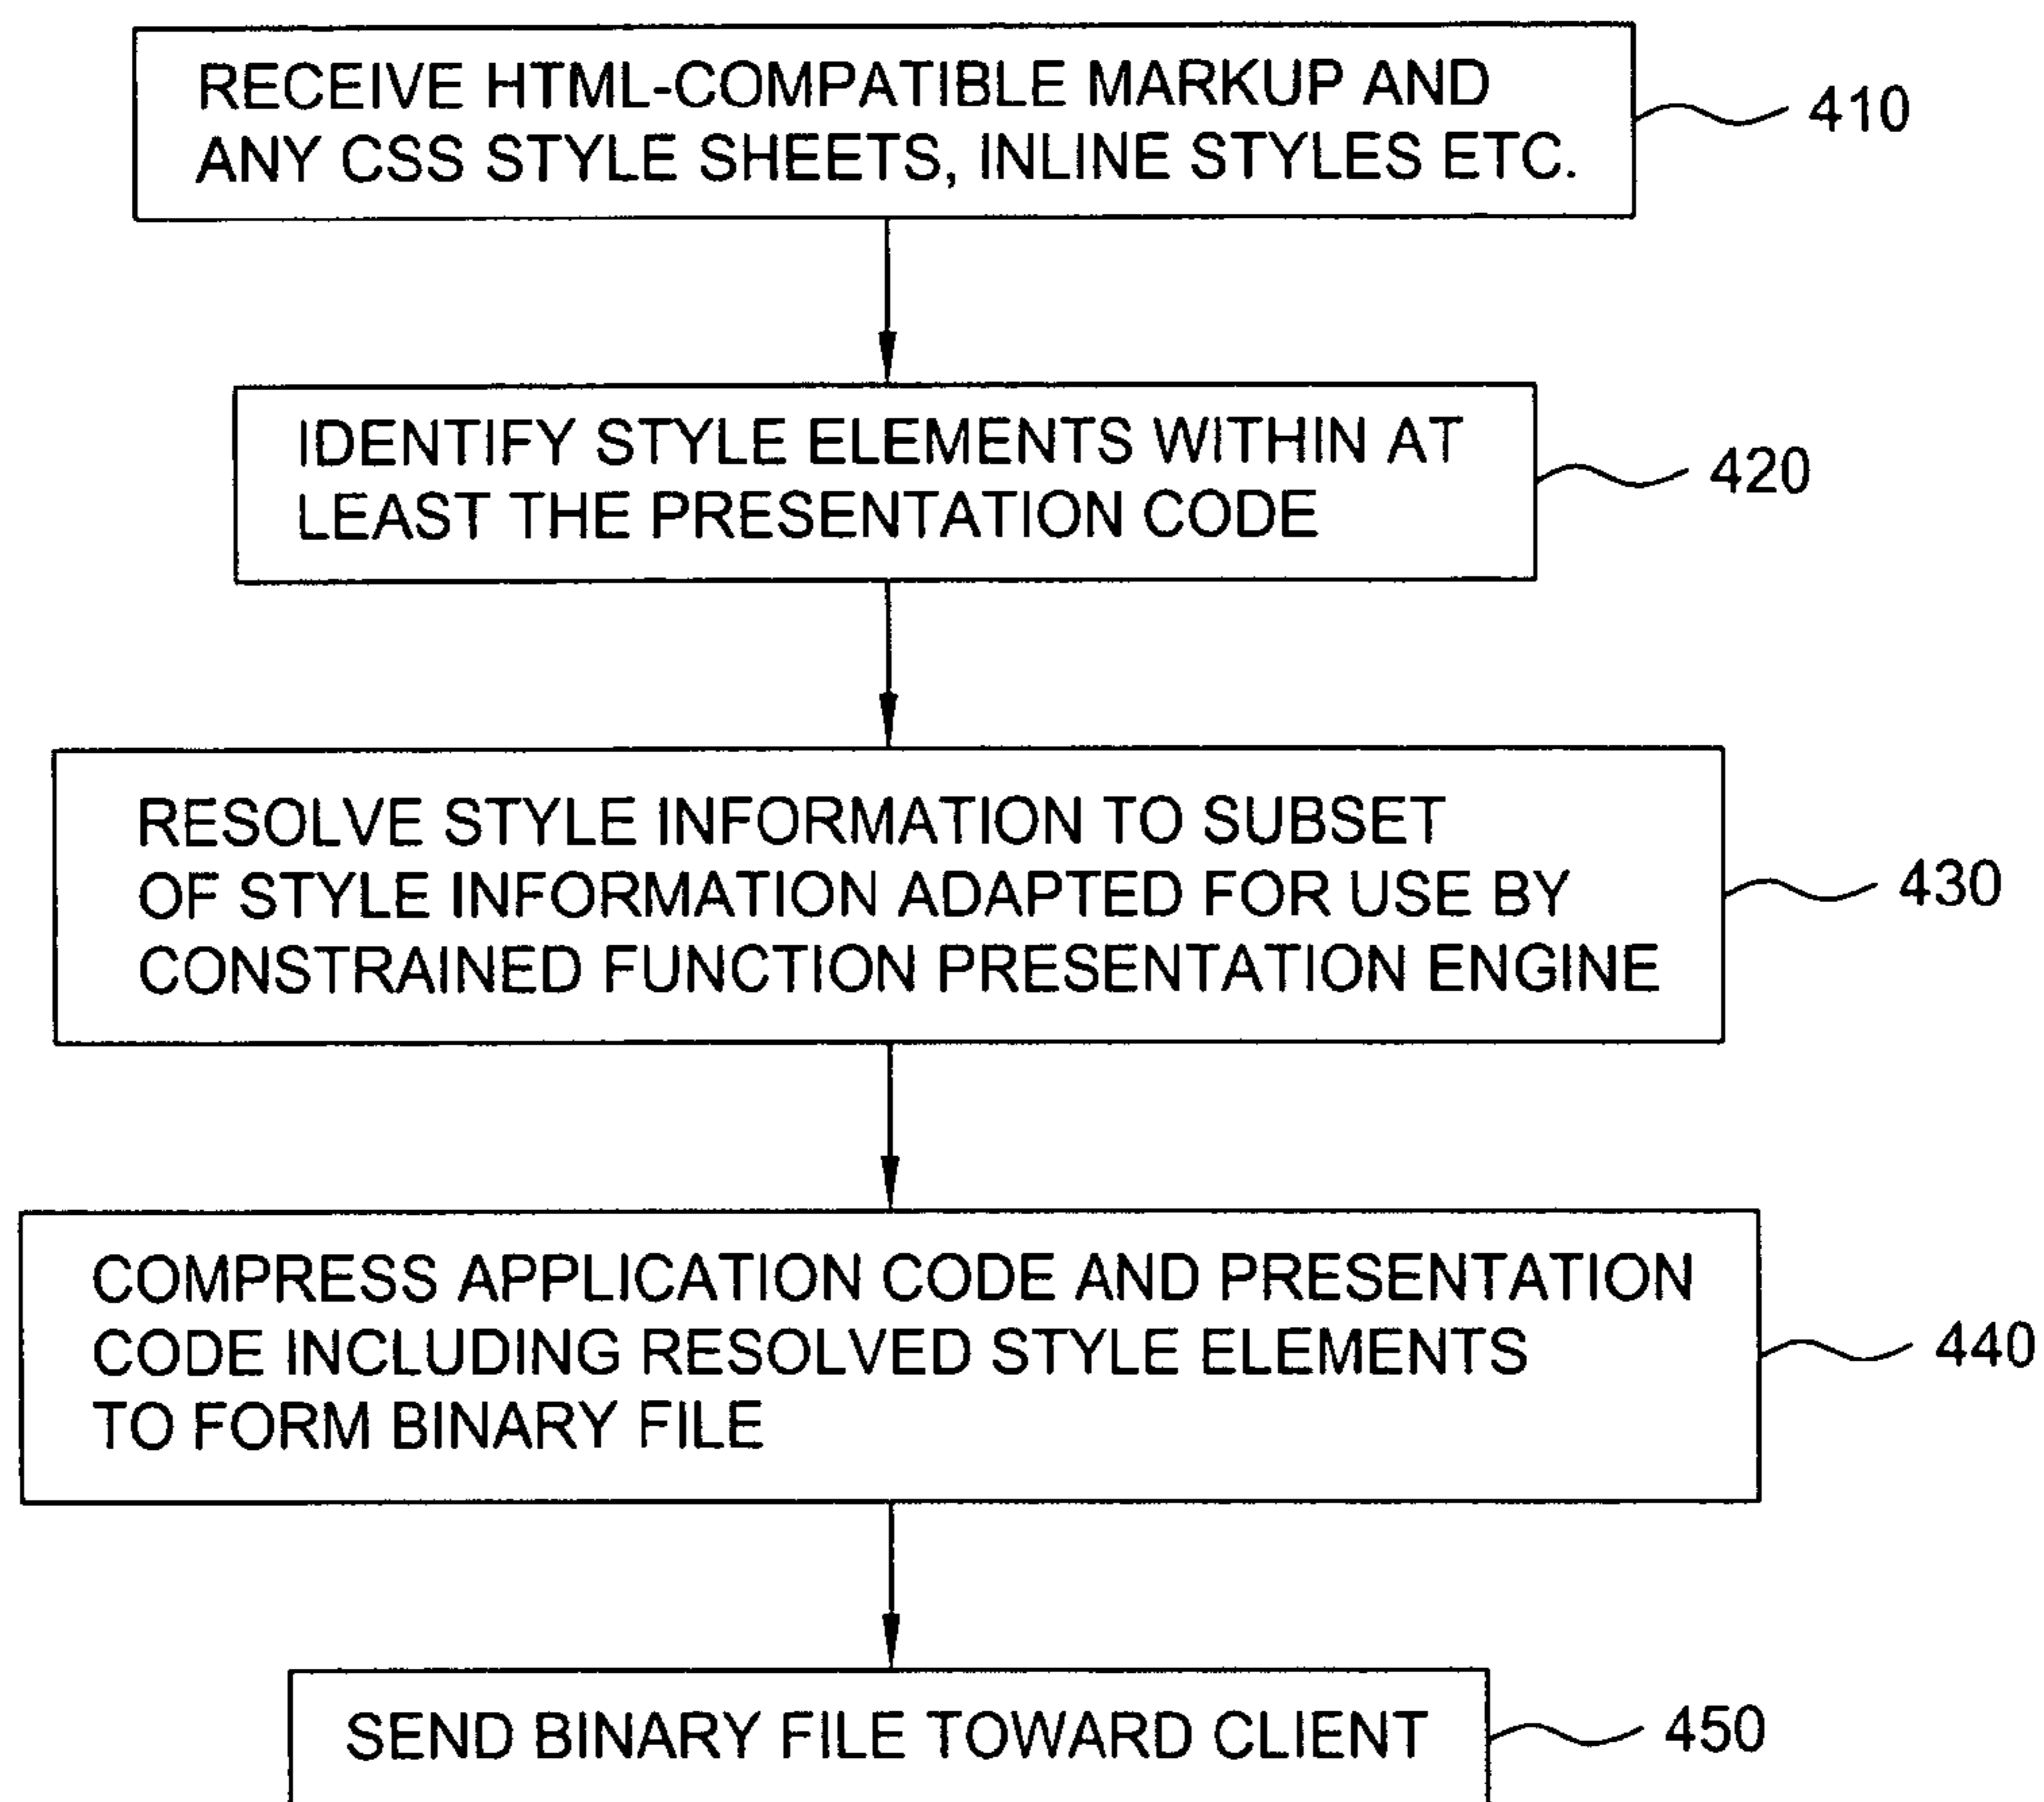 RECEIVE HTML-COMPATIBLE MARKUP AND
ANY CSS STYLE SHEETS, INLINE STYLES ETC.
410
IDENTIFY STYLE ELEMENTS WITHIN AT
LEAST THE PRESENTATION CODE
420
RESOLVE STYLE INFORMATION TO SUBSET
OF STYLE INFORMATION ADAPTED FOR USE BY
CONSTRAINED FUNCTION PRESENTATION ENGINE
430
COMPRESS APPLICATION CODE AND PRESENTATION
CODE INCLUDING RESOLVED STYLE ELEMENTS
TO FORM BINARY FILE
440
SEND BINARY FILE TOWARD CLIENT
450